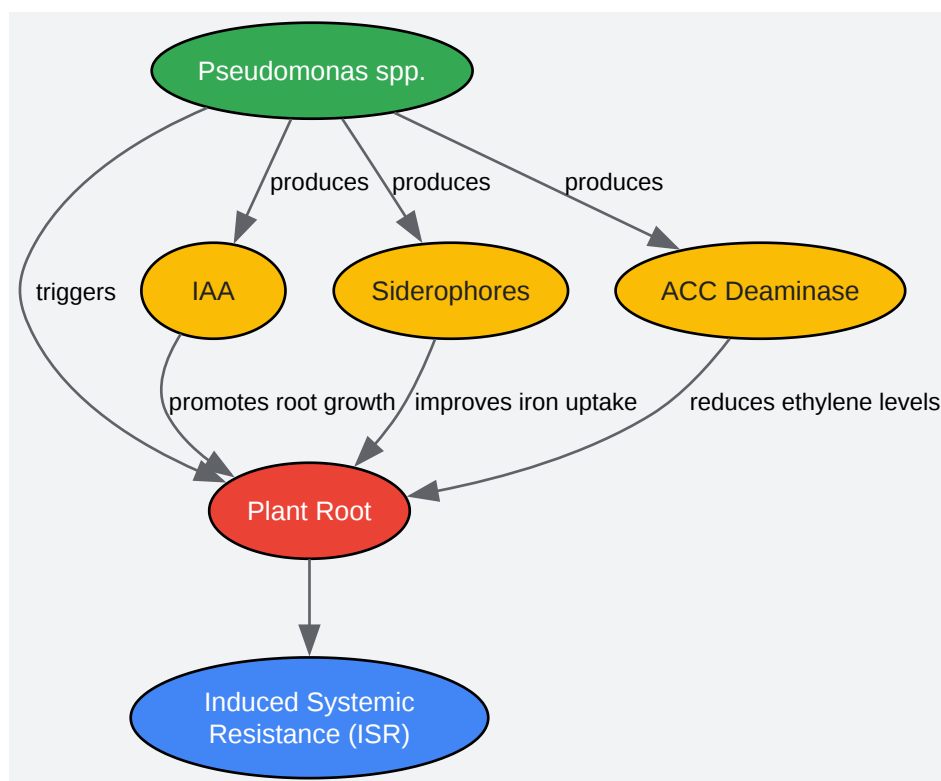 Pseudomonas spp.
produces
produces
produces
triggers
IAA
Siderophores
ACC Deaminase
promotes root growth
improves iron uptake
reduces ethylene levels
Plant Root
Induced Systemic
Resistance (ISR)